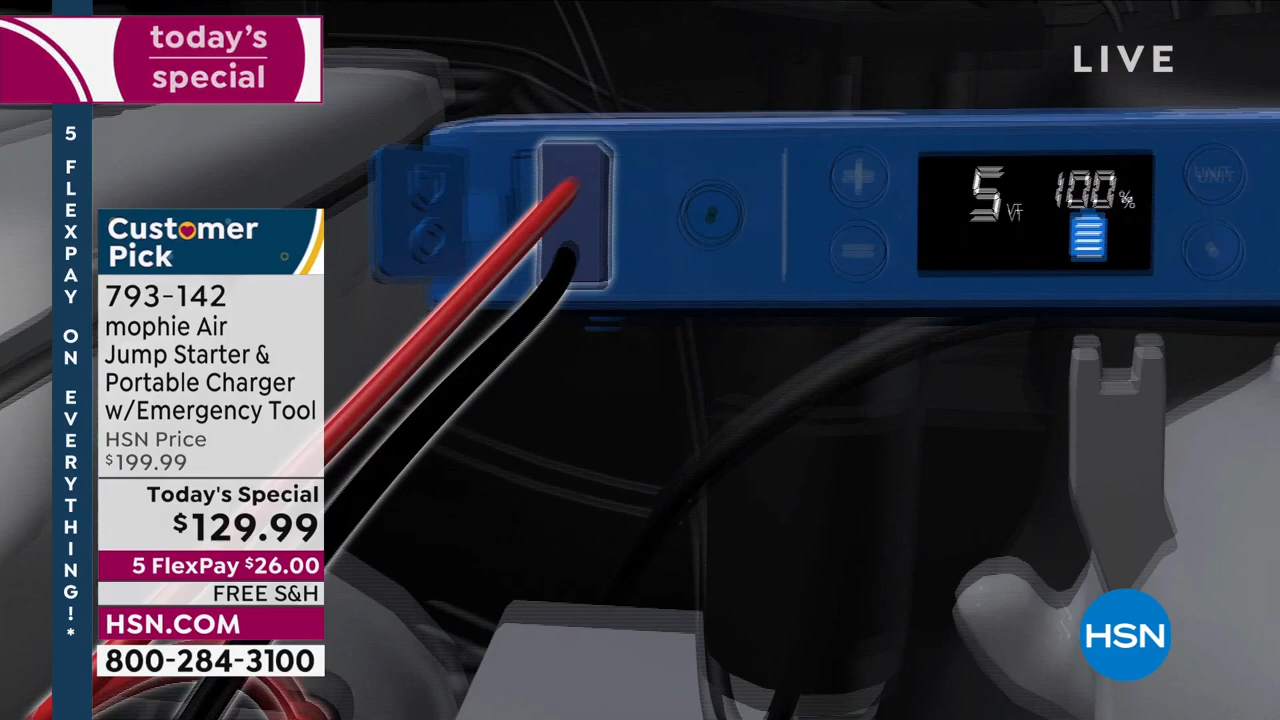 today's
special
LIVE
5 FLEXPAY ON EVERYTHING!*
Customer
Pick
793-142
mophie Air
Jump Starter &
Portable Charger
w/Emergency Tool
HSN Price
$199.99
Today's Special
$129.99
5 FlexPay $26.00
FREE S&H
HSN.COM
800-284-3100
100%
UNIT
HSN